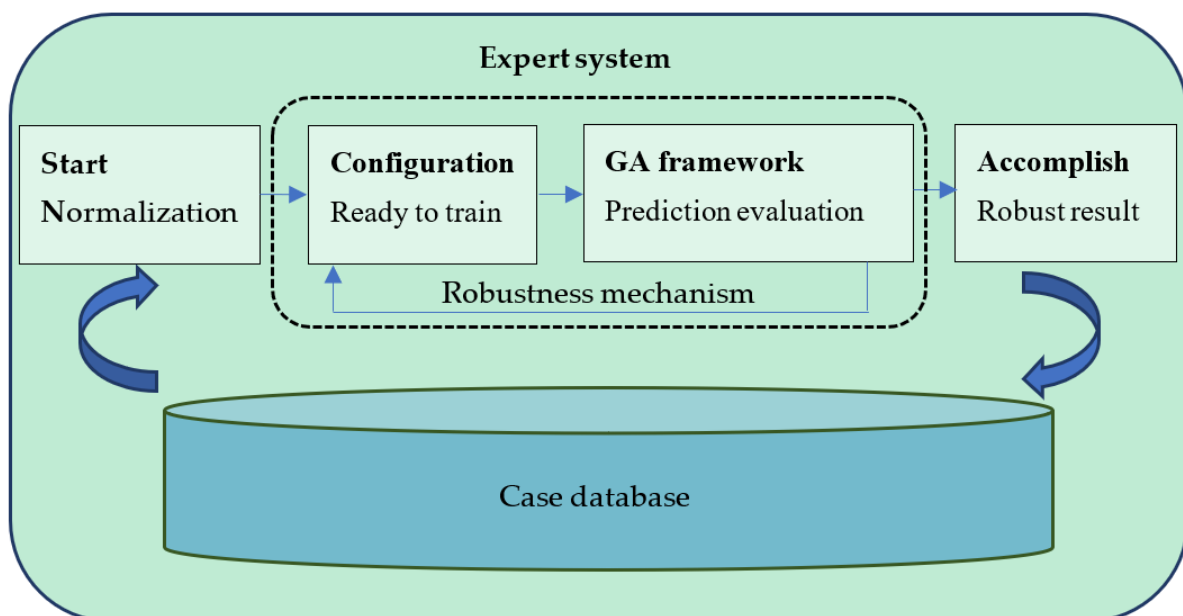 Expert system
Start
Normalization
Configuration
Ready to train
GA framework
Prediction evaluation
Accomplish
Robust result
Robustness mechanism
Case database